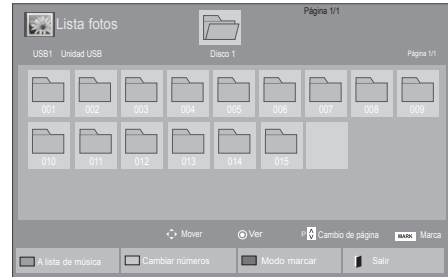 Página 1/1
Lista fotos
USB1 Unidad USB Disco 1 Página 1/1
001 002 003 004 005 006 007 008 009
010 011 012 013 014 015
Mover Ver P Cambio de página MARK Marca
A lista de música Cambiar números Modo marcar Salir